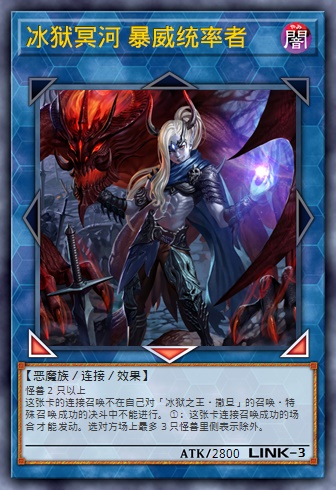 冰狱冥河 暴威统率者
闇
【恶魔族／连接／效果】
怪兽２只以上
这张卡的连接召唤不在自己对「冰狱之王·撒旦」的召唤·特
殊召唤成功的决斗中不能进行。①：这张卡连接召唤成功的场
合才能发动。选对方场上最多３只怪兽里侧表示除外。
ATK/2800 LINK-3